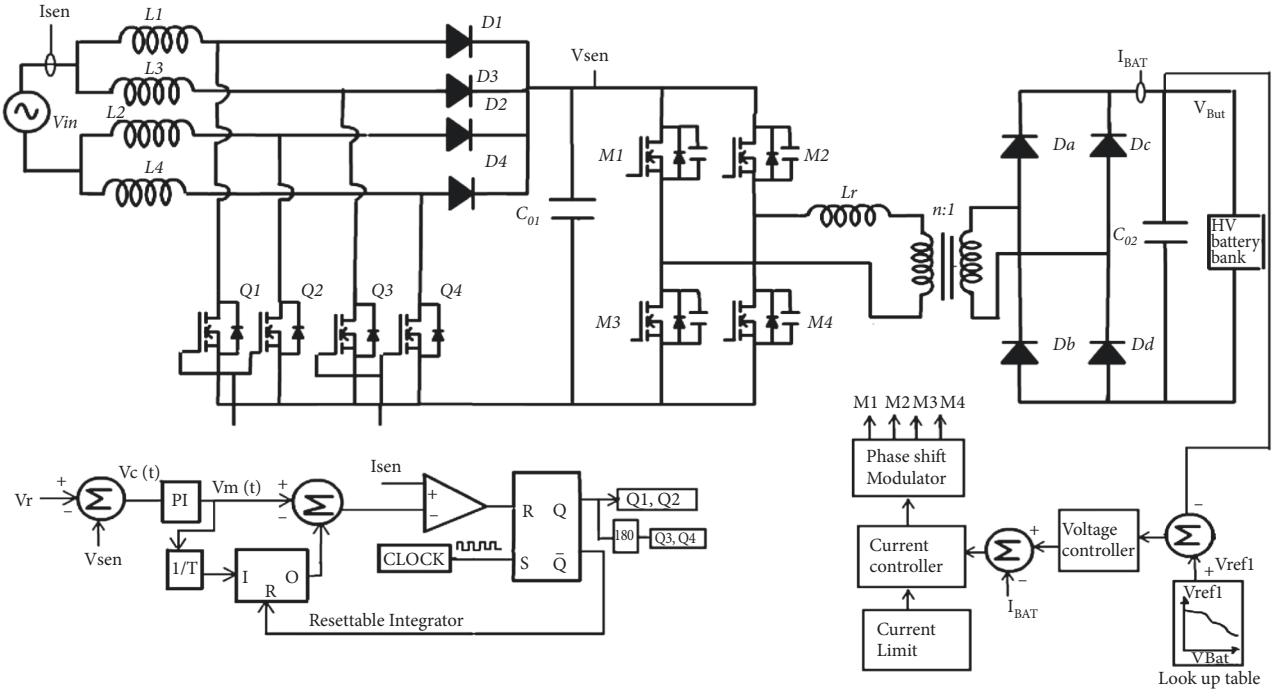 Isen
L1
D1
L3
D3
Vin
L2
D2
L4
D4
Vsen
C01
M1
M2
Lr
n:1
M3
M4
IBAT
VBut
Da
Dc
C02
HV
battery
bank
Db
Dd
Q1
Q2
Q3
Q4
Vr
+
−
Σ
Vsen
Vc (t)
PI
Vm (t)
1/T
+
−
Σ
I
O
R
Resettable Integrator
Isen
+
−
CLOCK
R
Q
S
Q̅
Q1, Q2
180
Q3, Q4
M1 M2 M3 M4
Phase shift
Modulator
Current
controller
Current
Limit
+
−
Σ
IBAT
Voltage
controller
−
Σ
+
Vref1
Vref1
VBat
Look up table